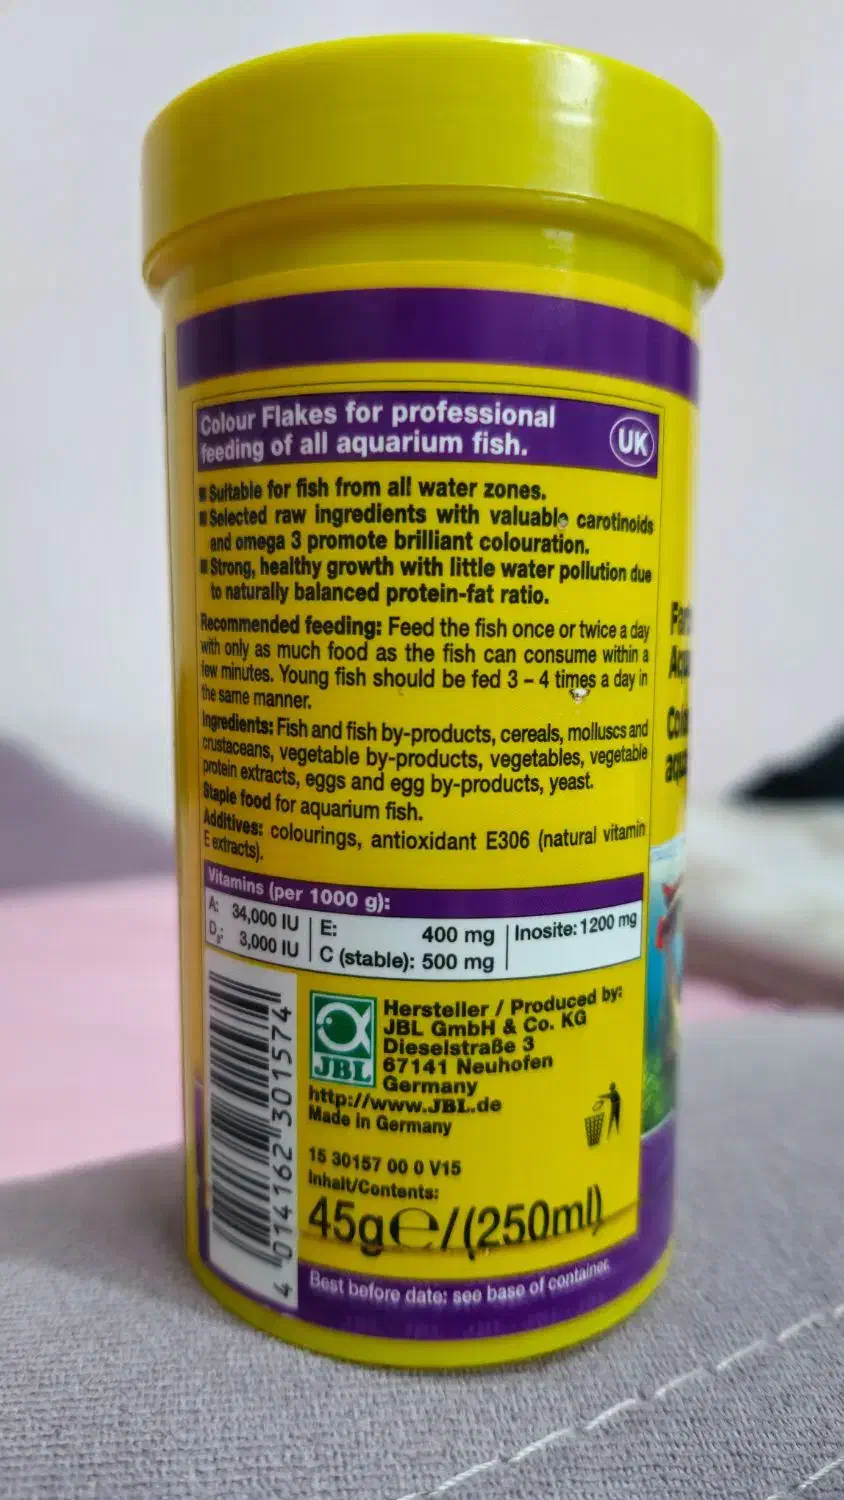 Colour Flakes for professional
feeding of all aquarium fish.
UK
■ Suitable for fish from all water zones.
■ Selected raw ingredients with valuable carotinoids
and omega 3 promote brilliant colouration.
■ Strong, healthy growth with little water pollution due
to naturally balanced protein-fat ratio.
Recommended feeding: Feed the fish once or twice a day
with only as much food as the fish can consume within a
few minutes. Young fish should be fed 3 – 4 times a day in
the same manner.
Ingredients: Fish and fish by-products, cereals, molluscs and
crustaceans, vegetable by-products, vegetables, vegetable
protein extracts, eggs and egg by-products, yeast.
Staple food for aquarium fish.
Additives: colourings, antioxidant E306 (natural vitamin
E extracts).
Vitamins (per 1000 g):
A: 34,000 IU E: 400 mg Inosite: 1200 mg
D3: 3,000 IU C (stable): 500 mg
4 014162 301574
JBL
Hersteller / Produced by:
JBL GmbH & Co. KG
Dieselstraße 3
67141 Neuhofen
Germany
http://www.JBL.de
Made in Germany
15 30157 00 0 V15
Inhalt/Contents:
45g℮/(250ml)
Best before date: see base of container.